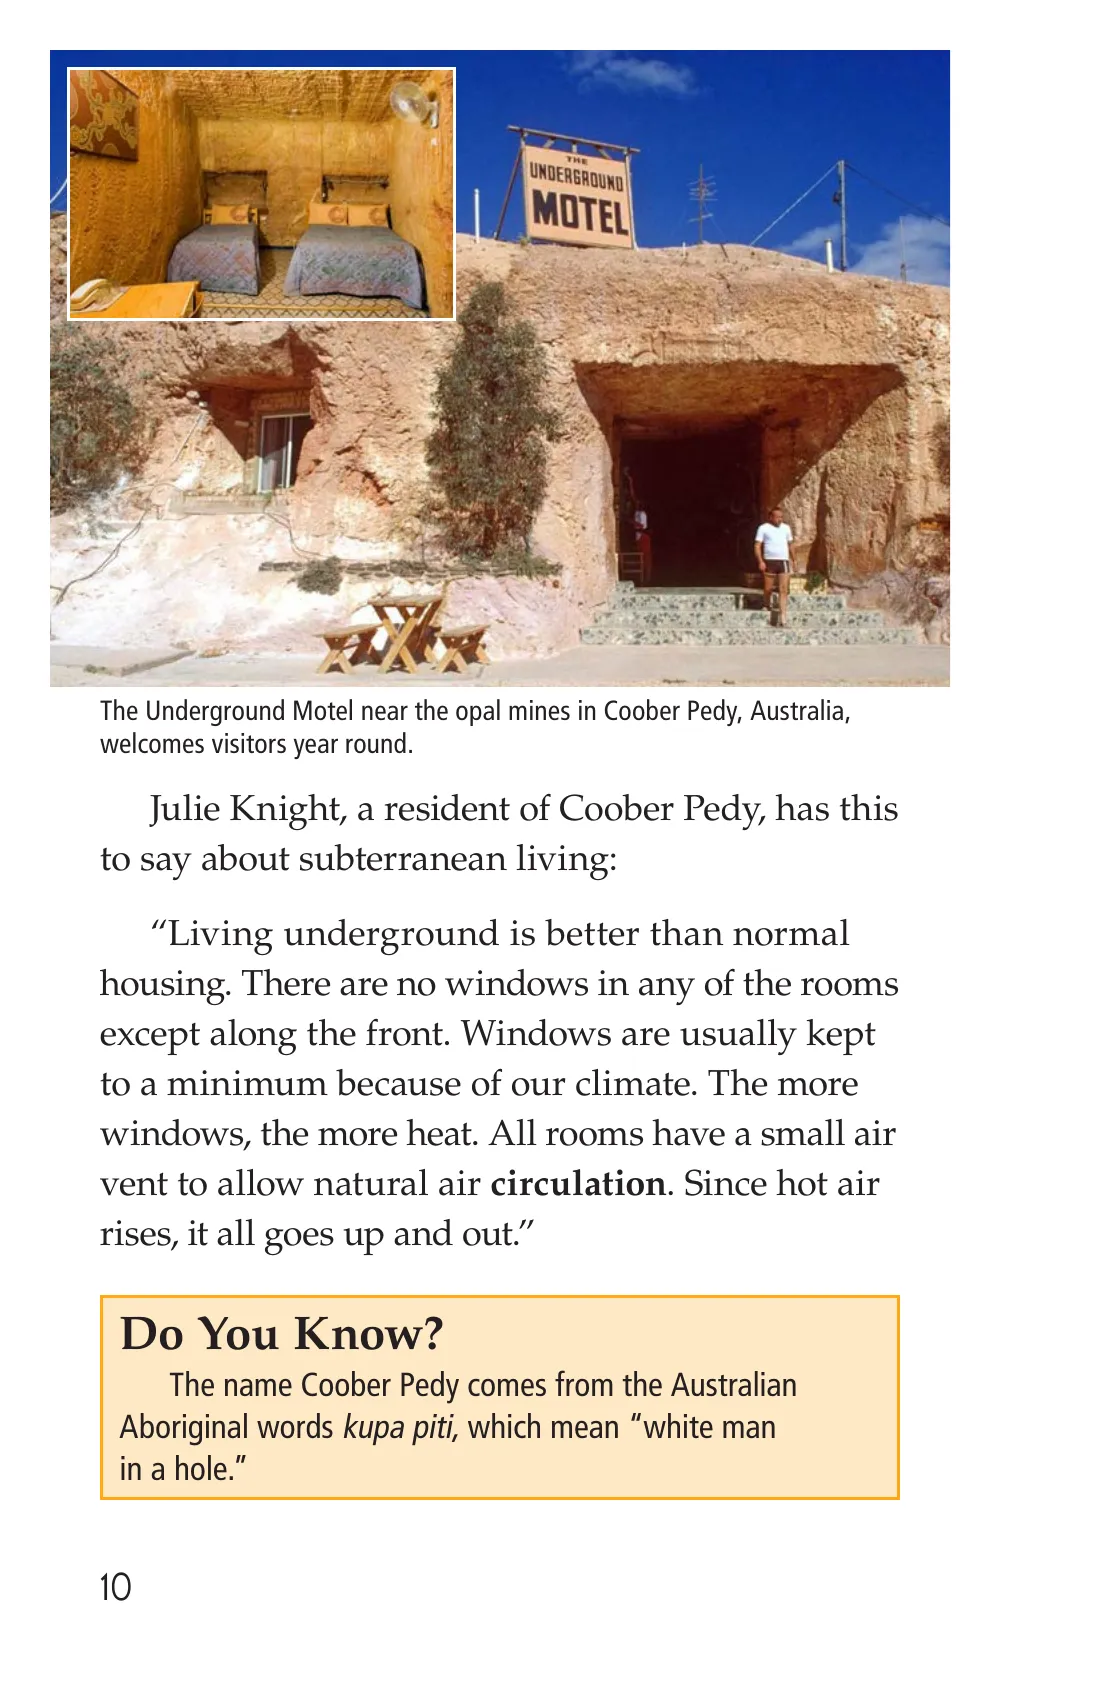 THE
UNDERGROUND
MOTEL
The Underground Motel near the opal mines in Coober Pedy, Australia,
welcomes visitors year round.
Julie Knight, a resident of Coober Pedy, has this
to say about subterranean living:
“Living underground is better than normal
housing. There are no windows in any of the rooms
except along the front. Windows are usually kept
to a minimum because of our climate. The more
windows, the more heat. All rooms have a small air
vent to allow natural air circulation. Since hot air
rises, it all goes up and out.”
Do You Know?
The name Coober Pedy comes from the Australian
Aboriginal words kupa piti, which mean “white man
in a hole.”
10